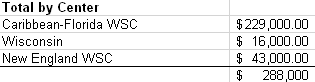 Total by Center
Caribbean-Florida WSC $229,000.00
Wisconsin $ 16,000.00
New England WSC $ 43,000.00
$ 288,000